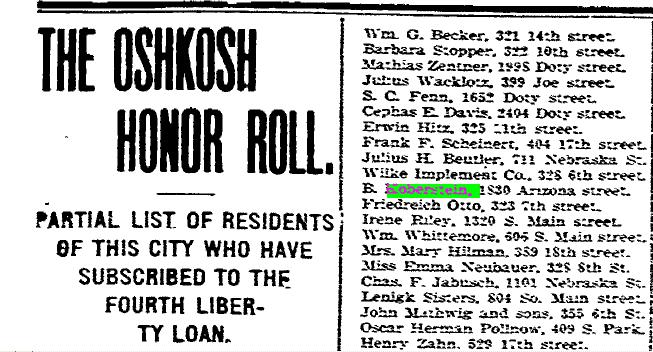 THE OSHKOSH
HONOR ROLL.
PARTIAL LIST OF RESIDENTS
OF THIS CITY WHO HAVE
SUBSCRIBED TO THE
FOURTH LIBER-
TY LOAN.
Wm. G. Becker, 321 14th street.
Barbara Stopper, 322 10th street.
Mathias Zentner, 1898 Doty street.
Julius Wacklotz, 399 Joe street.
S. C. Fenn, 1652 Doty street.
Cephas E. Davis, 2404 Doty street.
Erwin Hitz, 325 11th street.
Frank F. Scheinert, 404 17th street.
Julius H. Beutler, 711 Nebraska St.
Wilke Implement Co., 328 6th street.
B. Koberstein, 1830 Arizona street.
Friedreich Otto, 323 7th street.
Irene Riley, 1320 S. Main street.
Wm. Whittemore, 606 S. Main street.
Mrs. Mary Hilman, 359 18th street.
Miss Emma Neubauer, 328 8th St.
Chas. F. Jabusch, 1101 Nebraska St.
Lenigk Sisters, 804 So. Main street.
John Mathwig and sons, 355 6th St.
Oscar Herman Pollnow, 409 S. Park.
Henry Zahn, 529 17th street.